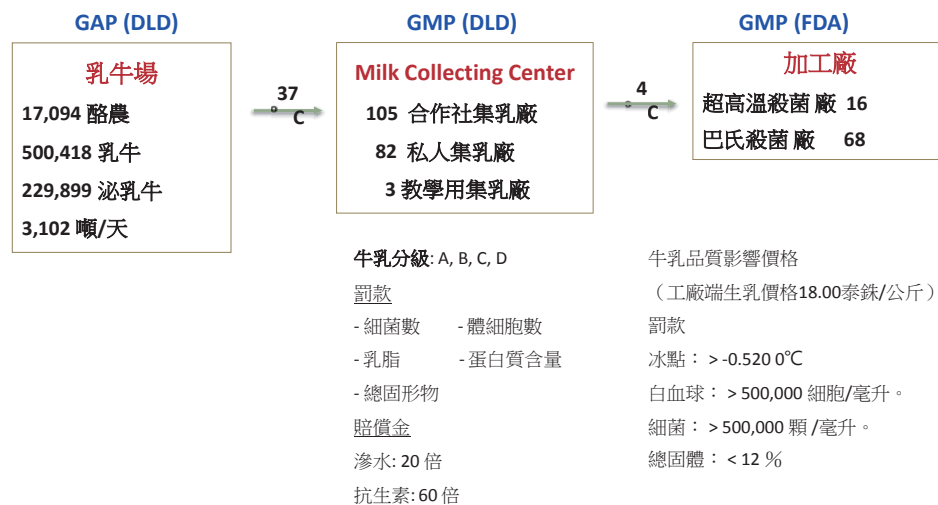 GAP (DLD)
乳牛場
17,094 酪農
500,418 乳牛
229,899 泌乳牛
3,102 噸/天
37
C
GMP (DLD)
Milk Collecting Center
105 合作社集乳廠
82 私人集乳廠
3 教學用集乳廠
4
C
GMP (FDA)
加工廠
超高溫殺菌 廠 16
巴氏殺菌 廠 68
牛乳分級: A, B, C, D
罰款
- 細菌數 - 體細胞數
- 乳脂 - 蛋白質含量
- 總固形物
賠償金
滲水: 20 倍
抗生素: 60 倍
牛乳品質影響價格
（工廠端生乳價格18.00泰銖/公斤）
罰款
冰點：＞-0.520 0℃
白血球：＞500,000 細胞/毫升。
細菌：＞500,000 顆 /毫升。
總固體：＜12 %